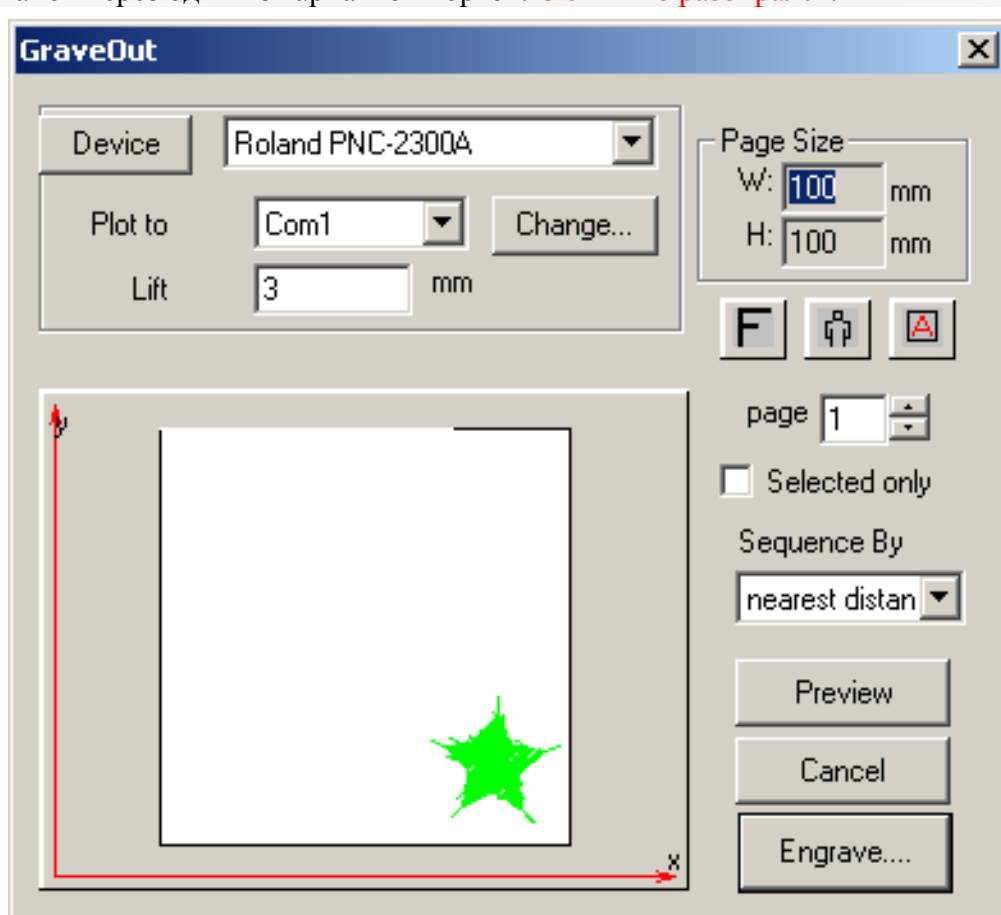 GraveOut
Device
Roland PNC-2300A
Plot to
Com1
Change...
Lift
3
mm
Page Size
W: 100 mm
H: 100 mm
F
A
page 1
Selected only
Sequence By
nearest distan
y
x
Preview
Cancel
Engrave....